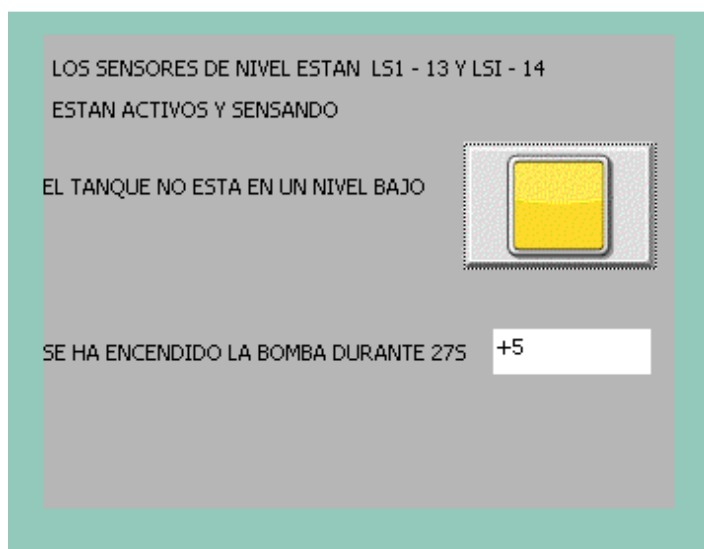 LOS SENSORES DE NIVEL ESTAN LS1 - 13 Y LSI - 14
ESTAN ACTIVOS Y SENSANDO
EL TANQUE NO ESTA EN UN NIVEL BAJO
SE HA ENCENDIDO LA BOMBA DURANTE 27S
+5